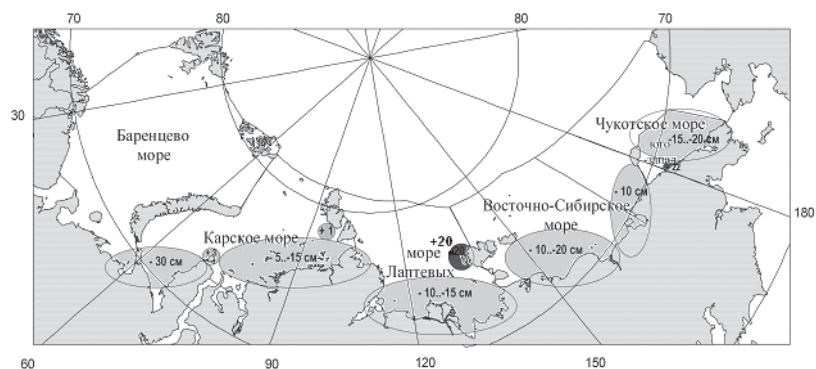 70 80 80 70
30
Баренцево
море
Чукотское море
-15..-20 см
юго
запад
22
- 10 см
180
Восточно-Сибирское
море
- 10..-20 см
+20
море
Лаптевых
- 10..-15 см
Карское море
+ 1
5..-15 см
- 30 см
60 90 120 150